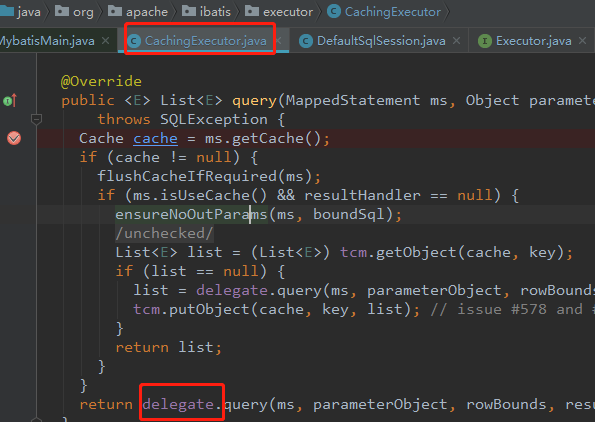 java org apache ibatis executor CachingExecutor
MybatisMain.java CachingExecutor.java DefaultSqlSession.java Executor.java
@Override
public <E> List<E> query(MappedStatement ms, Object paramete
throws SQLException {
Cache cache = ms.getCache();
if (cache != null) {
flushCacheIfRequired(ms);
if (ms.isUseCache() && resultHandler == null) {
ensureNoOutParams(ms, boundSql);
/unchecked/
List<E> list = (List<E>) tcm.getObject(cache, key);
if (list == null) {
list = delegate.query(ms, parameterObject, rowBounds
tcm.putObject(cache, key, list); // issue #578 and #
}
return list;
}
}
return delegate.query(ms, parameterObject, rowBounds, res
}